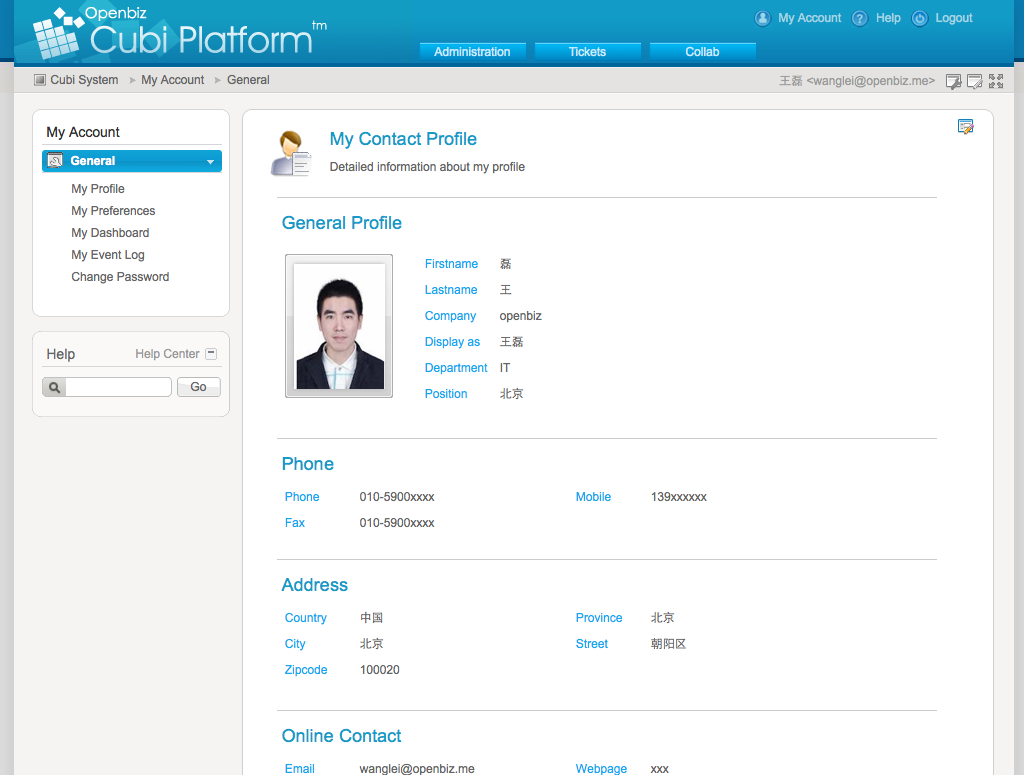 Openbiz
Cubi Platform™
My Account Help Logout
Administration Tickets Collab
Cubi System My Account General
王磊 <wanglei@openbiz.me>
My Account
General
My Profile
My Preferences
My Dashboard
My Event Log
Change Password
Help Help Center
Go
My Contact Profile
Detailed information about my profile
General Profile
Firstname 磊
Lastname 王
Company openbiz
Display as 王磊
Department IT
Position 北京
Phone
Phone 010-5900xxxx Mobile 139xxxxxx
Fax 010-5900xxxx
Address
Country 中国 Province 北京
City 北京 Street 朝阳区
Zipcode 100020
Online Contact
Email wanglei@openbiz.me Webpage xxx